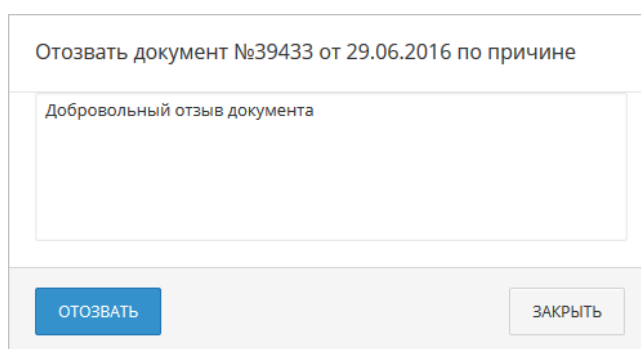 Отозвать документ №39433 от 29.06.2016 по причине
Добровольный отзыв документа
ОТОЗВАТЬ
ЗАКРЫТЬ